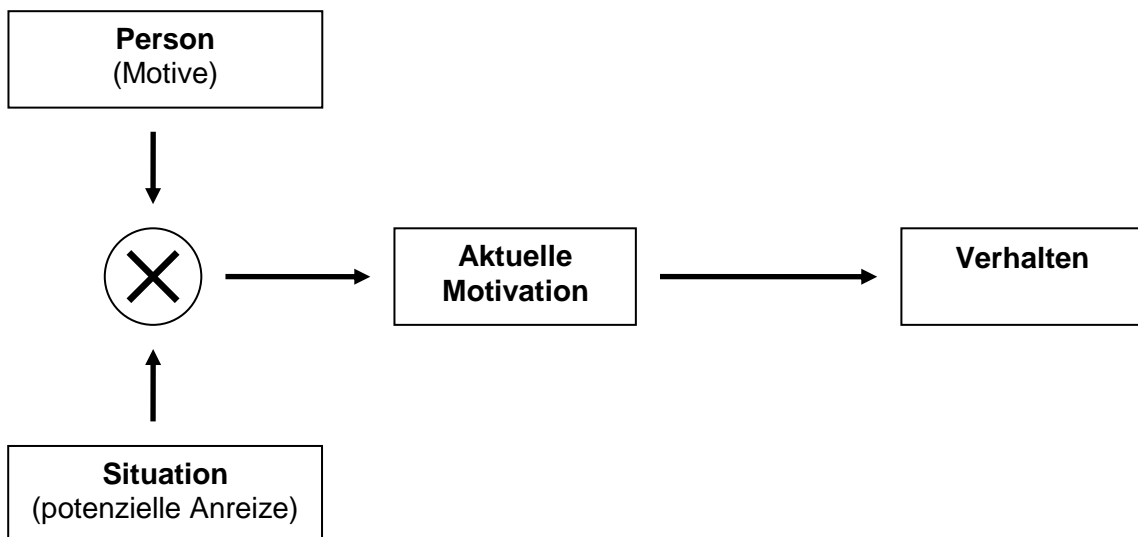 Person
(Motive)
Aktuelle
Motivation
Verhalten
Situation
(potenzielle Anreize)